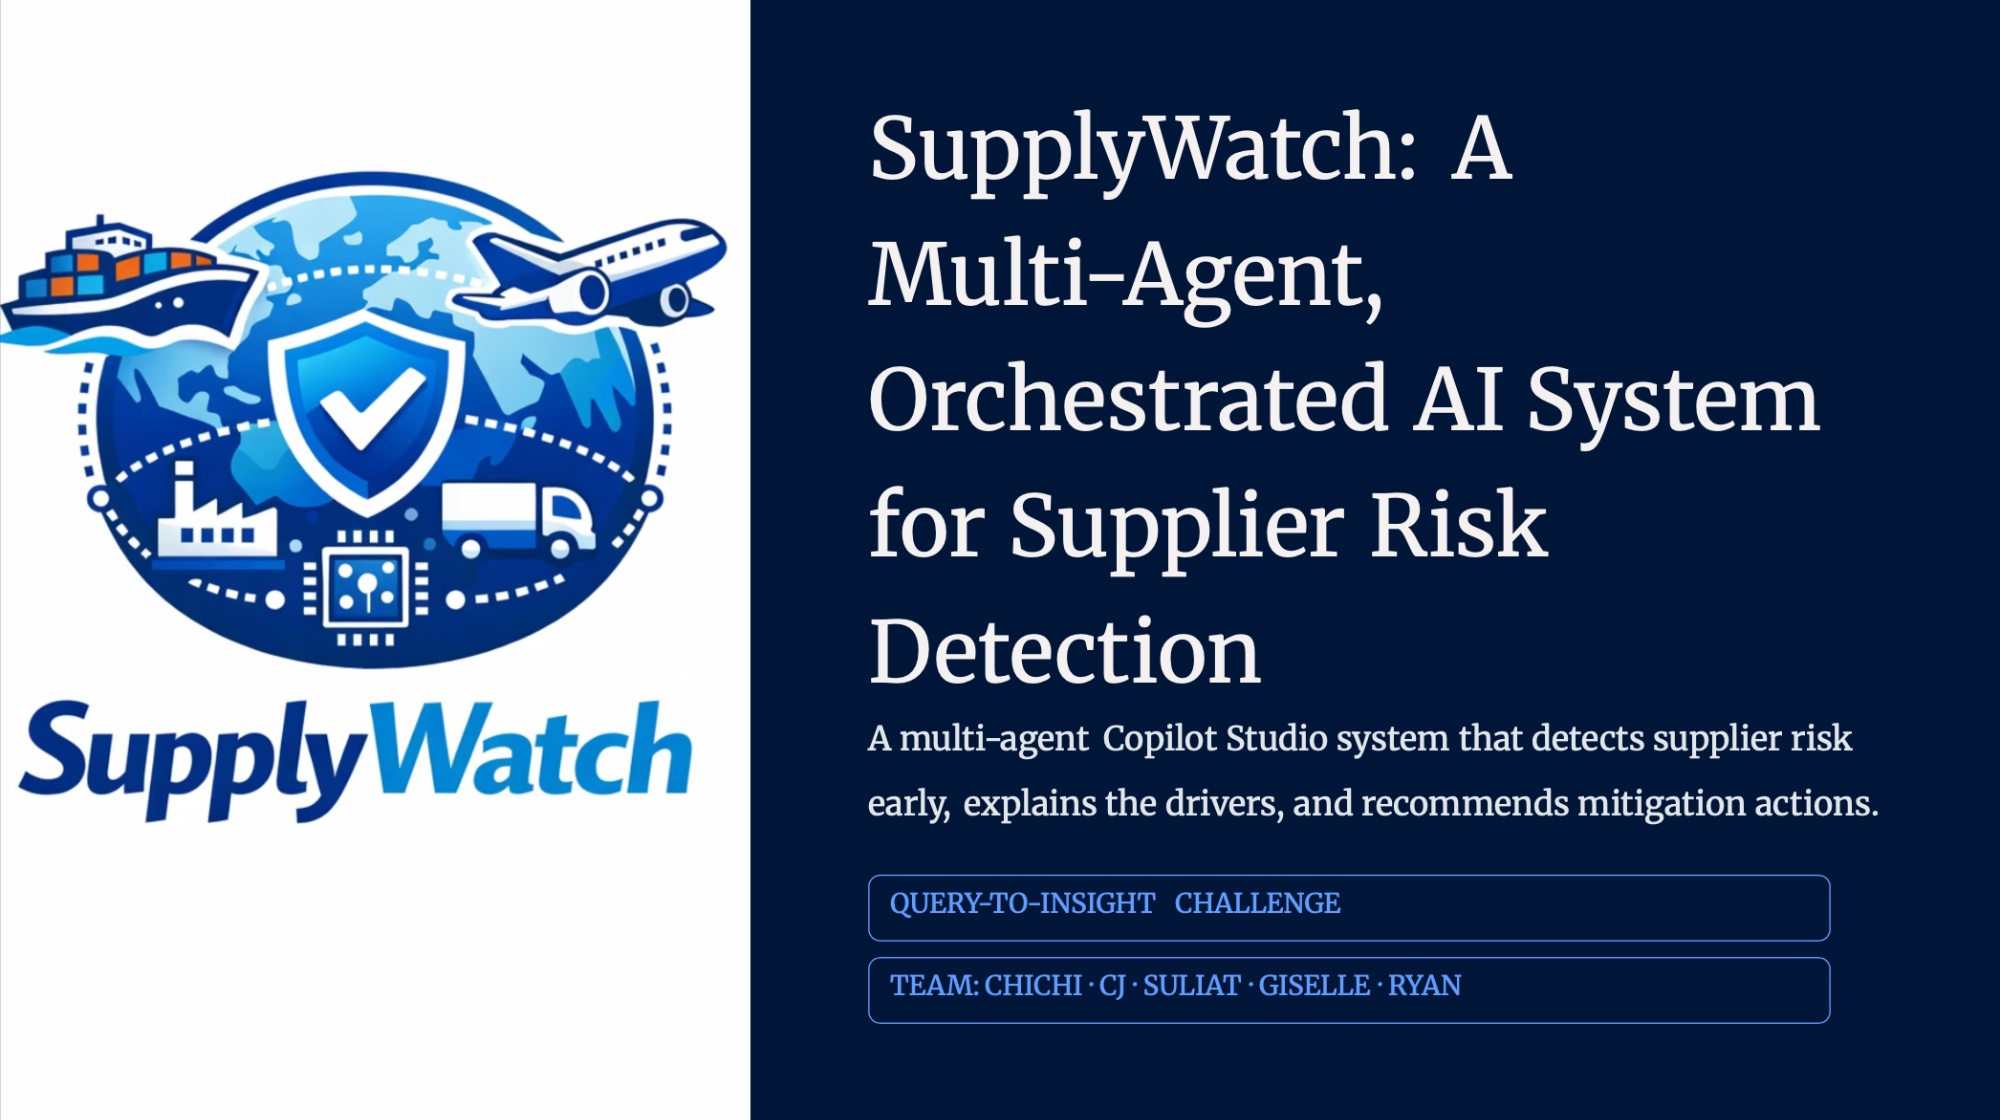 SupplyWatch
SupplyWatch: A
Multi-Agent,
Orchestrated AI System
for Supplier Risk
Detection
A multi-agent Copilot Studio system that detects supplier risk
early, explains the drivers, and recommends mitigation actions.
QUERY-TO-INSIGHT CHALLENGE
TEAM: CHICHI · CJ · SULIAT · GISELLE · RYAN